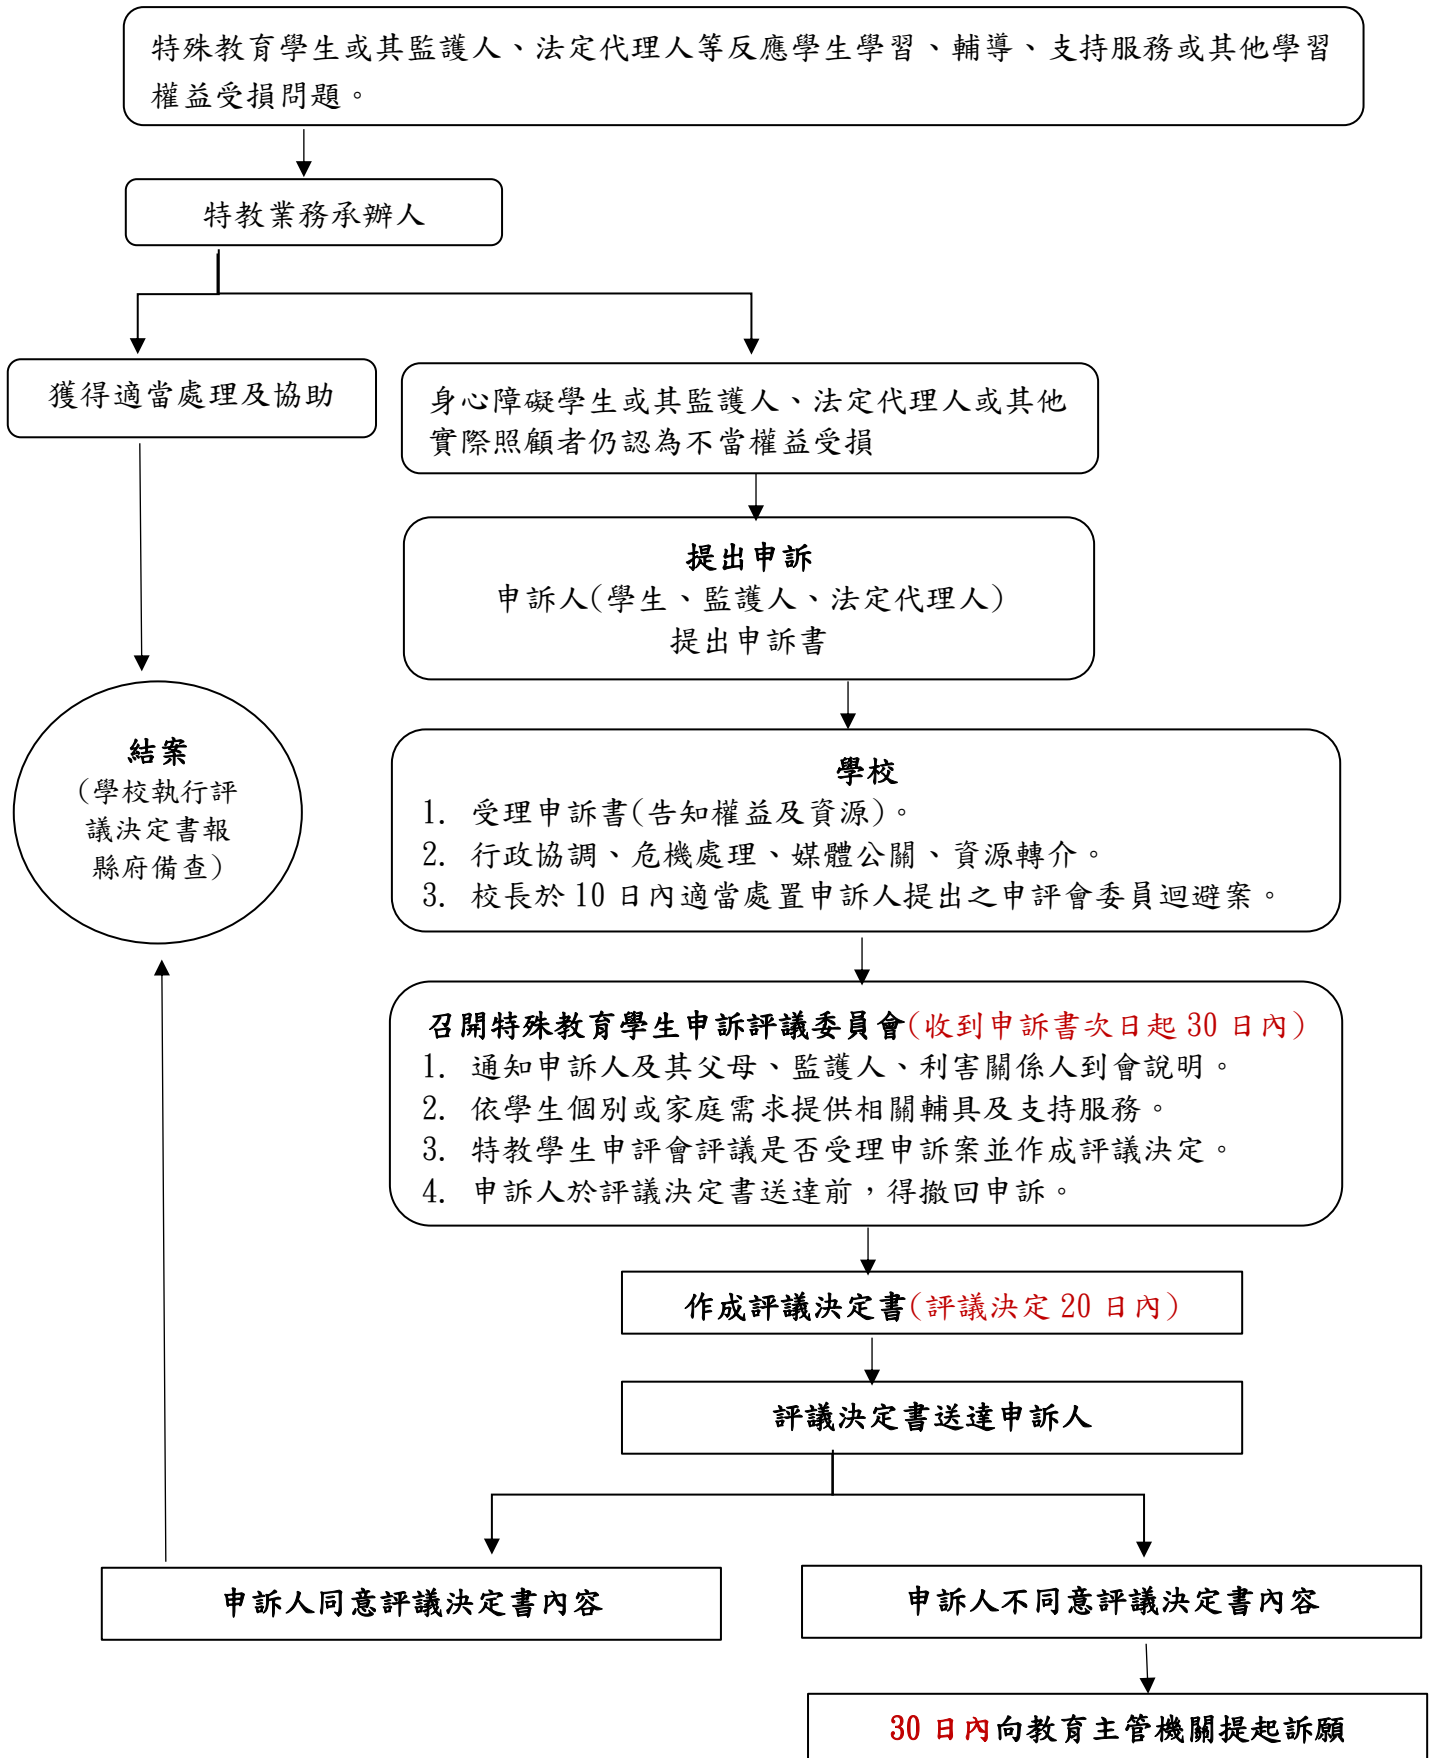 特殊教育學生或其監護人、法定代理人等反應學生學習、輔導、支持服務或其他學習
權益受損問題。
特教業務承辦人
獲得適當處理及協助
身心障礙學生或其監護人、法定代理人或其他
實際照顧者仍認為不當權益受損
提出申訴
申訴人(學生、監護人、法定代理人)
提出申訴書
結案
(學校執行評
議決定書報
縣府備查)
學校
1. 受理申訴書(告知權益及資源)。
2. 行政協調、危機處理、媒體公關、資源轉介。
3. 校長於 10 日內適當處置申訴人提出之申評會委員迴避案。
召開特殊教育學生申訴評議委員會(收到申訴書次日起 30 日內)
1. 通知申訴人及其父母、監護人、利害關係人到會說明。
2. 依學生個別或家庭需求提供相關輔具及支持服務。
3. 特教學生申評會評議是否受理申訴案並作成評議決定。
4. 申訴人於評議決定書送達前，得撤回申訴。
作成評議決定書(評議決定 20 日內)
評議決定書送達申訴人
申訴人同意評議決定書內容
申訴人不同意評議決定書內容
30 日內向教育主管機關提起訴願